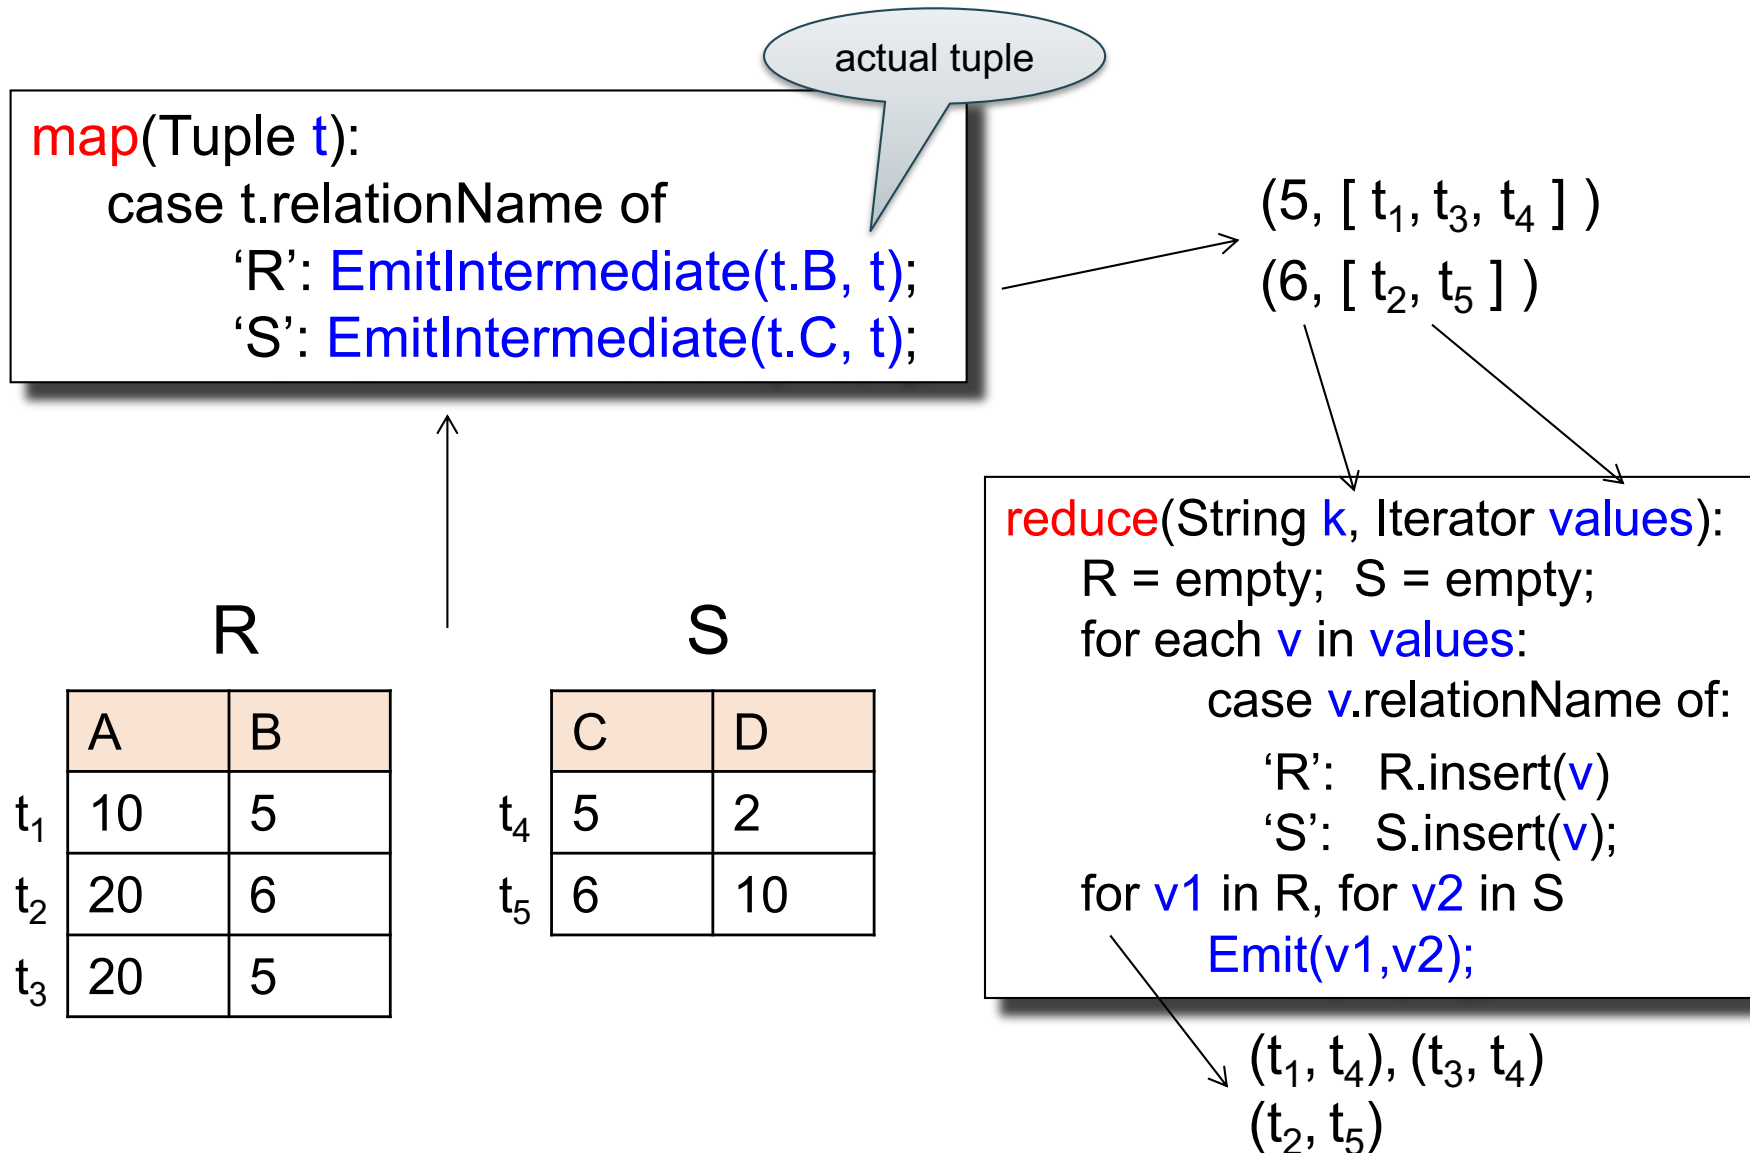 actual tuple
map(Tuple t):
case t.relationName of
‘R’: EmitIntermediate(t.B, t);
‘S’: EmitIntermediate(t.C, t);
(5, [ t₁, t₃, t₄ ] )
(6, [ t₂, t₅ ] )
R
A B
t₁ 10 5
t₂ 20 6
t₃ 20 5
S
C D
t₄ 5 2
t₅ 6 10
reduce(String k, Iterator values):
R = empty; S = empty;
for each v in values:
case v.relationName of:
‘R’: R.insert(v)
‘S’: S.insert(v);
for v1 in R, for v2 in S
Emit(v1,v2);
(t₁, t₄), (t₃, t₄)
(t₂, t₅)